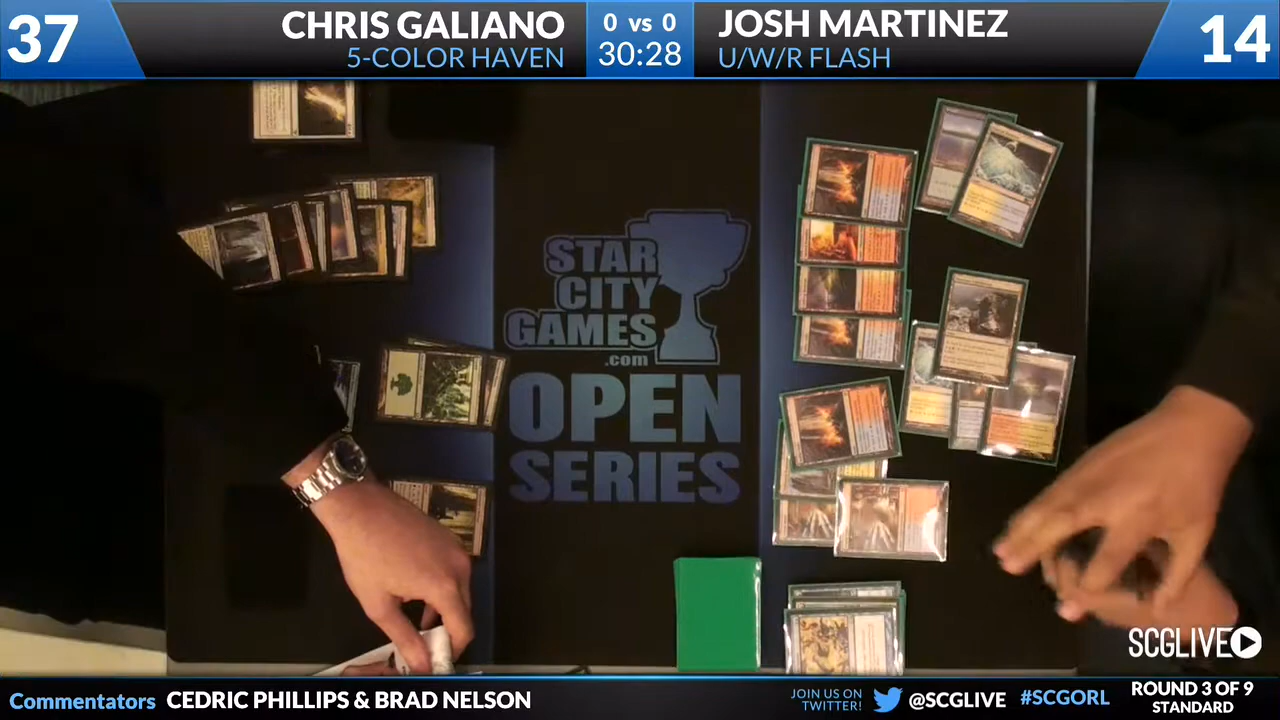 37
CHRIS GALIANO
5-COLOR HAVEN
0 vs 0
30:28
JOSH MARTINEZ
U/W/R FLASH
14
STAR
CITY
GAMES
.com
OPEN
SERIES
SCGLIVE
Commentators CEDRIC PHILLIPS & BRAD NELSON
JOIN US ON
TWITTER!
@SCGLIVE #SCGORL
ROUND 3 OF 9
STANDARD